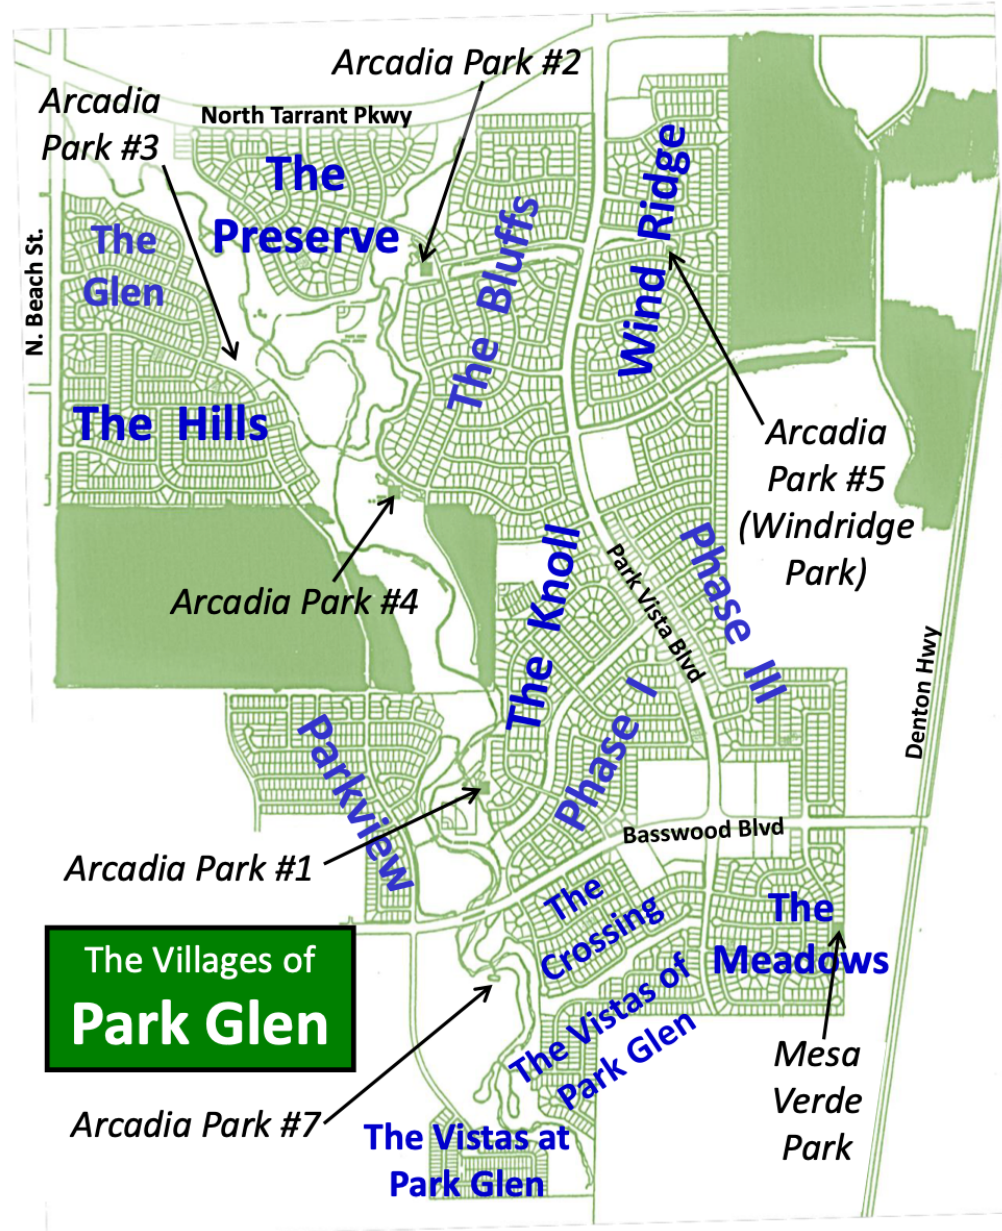 Arcadia Park #2
Arcadia
Park #3
North Tarrant Pkwy
The
Preserve
The
Glen
N. Beach St.
The Bluffs
Wind Ridge
The Hills
Arcadia
Park #5
(Windridge
Park)
Arcadia Park #4
The Knoll
Park Vista Blvd
Phase III
Phase I
Denton Hwy
Parkview
Basswood Blvd
Arcadia Park #1
The
Crossing
The
Meadows
The Villages of
Park Glen
The Vistas of
Park Glen
Mesa
Verde
Park
Arcadia Park #7
The Vistas at
Park Glen